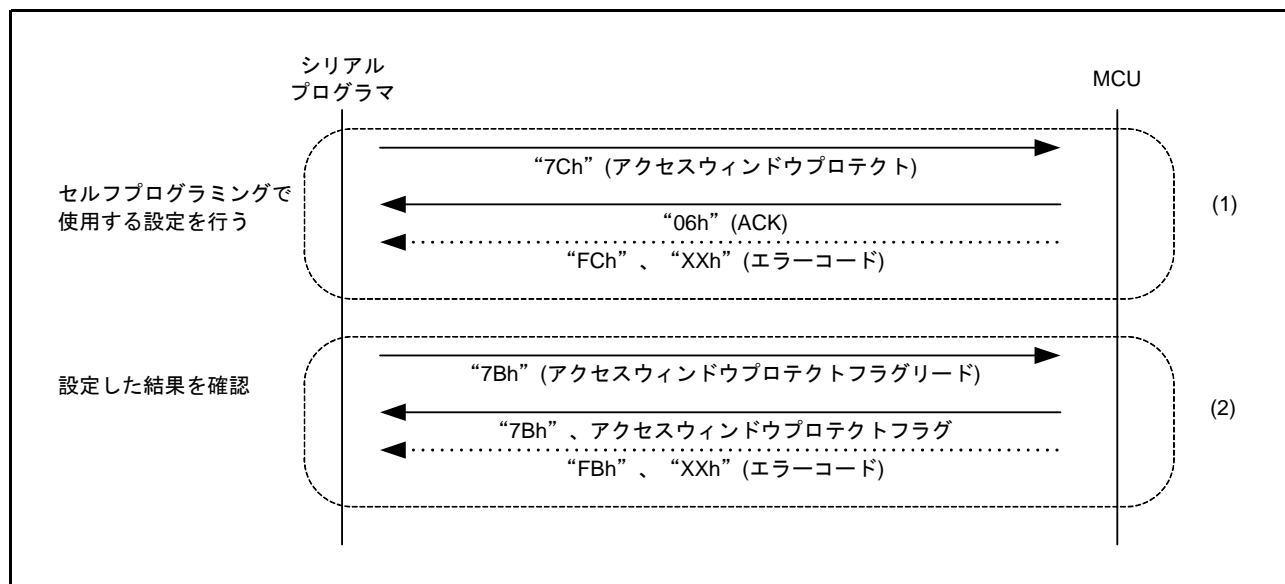 シリアル
プログラマ
MCU
“7Ch” (アクセスウィンドウプロテクト)
セルフプログラミングで
使用する設定を行う
(1)
“06h” (ACK)
“FCh” 、 “XXh” (エラーコード)
“7Bh” (アクセスウィンドウプロテクトフラグリード)
設定した結果を確認
(2)
“7Bh” 、アクセスウィンドウプロテクトフラグ
“FBh” 、 “XXh” (エラーコード)